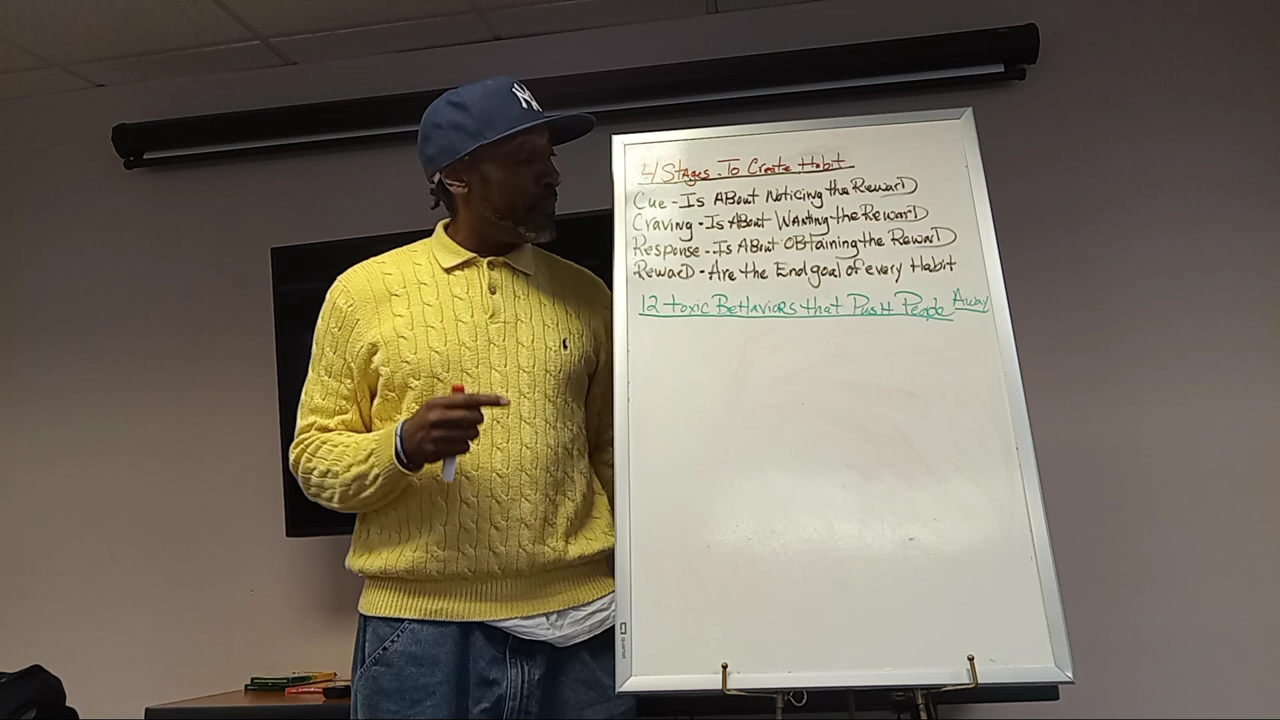 NY
4 Stages - To Create Habit
Cue - Is ABout Noticing the RewarD
Craving - Is ABout Wanting the RewarD
Response - Is ABout OBtaining the RewarD
RewarD - Are the End goal of every Habit
12 toxic BeHaviors that PusH People Away
quartet